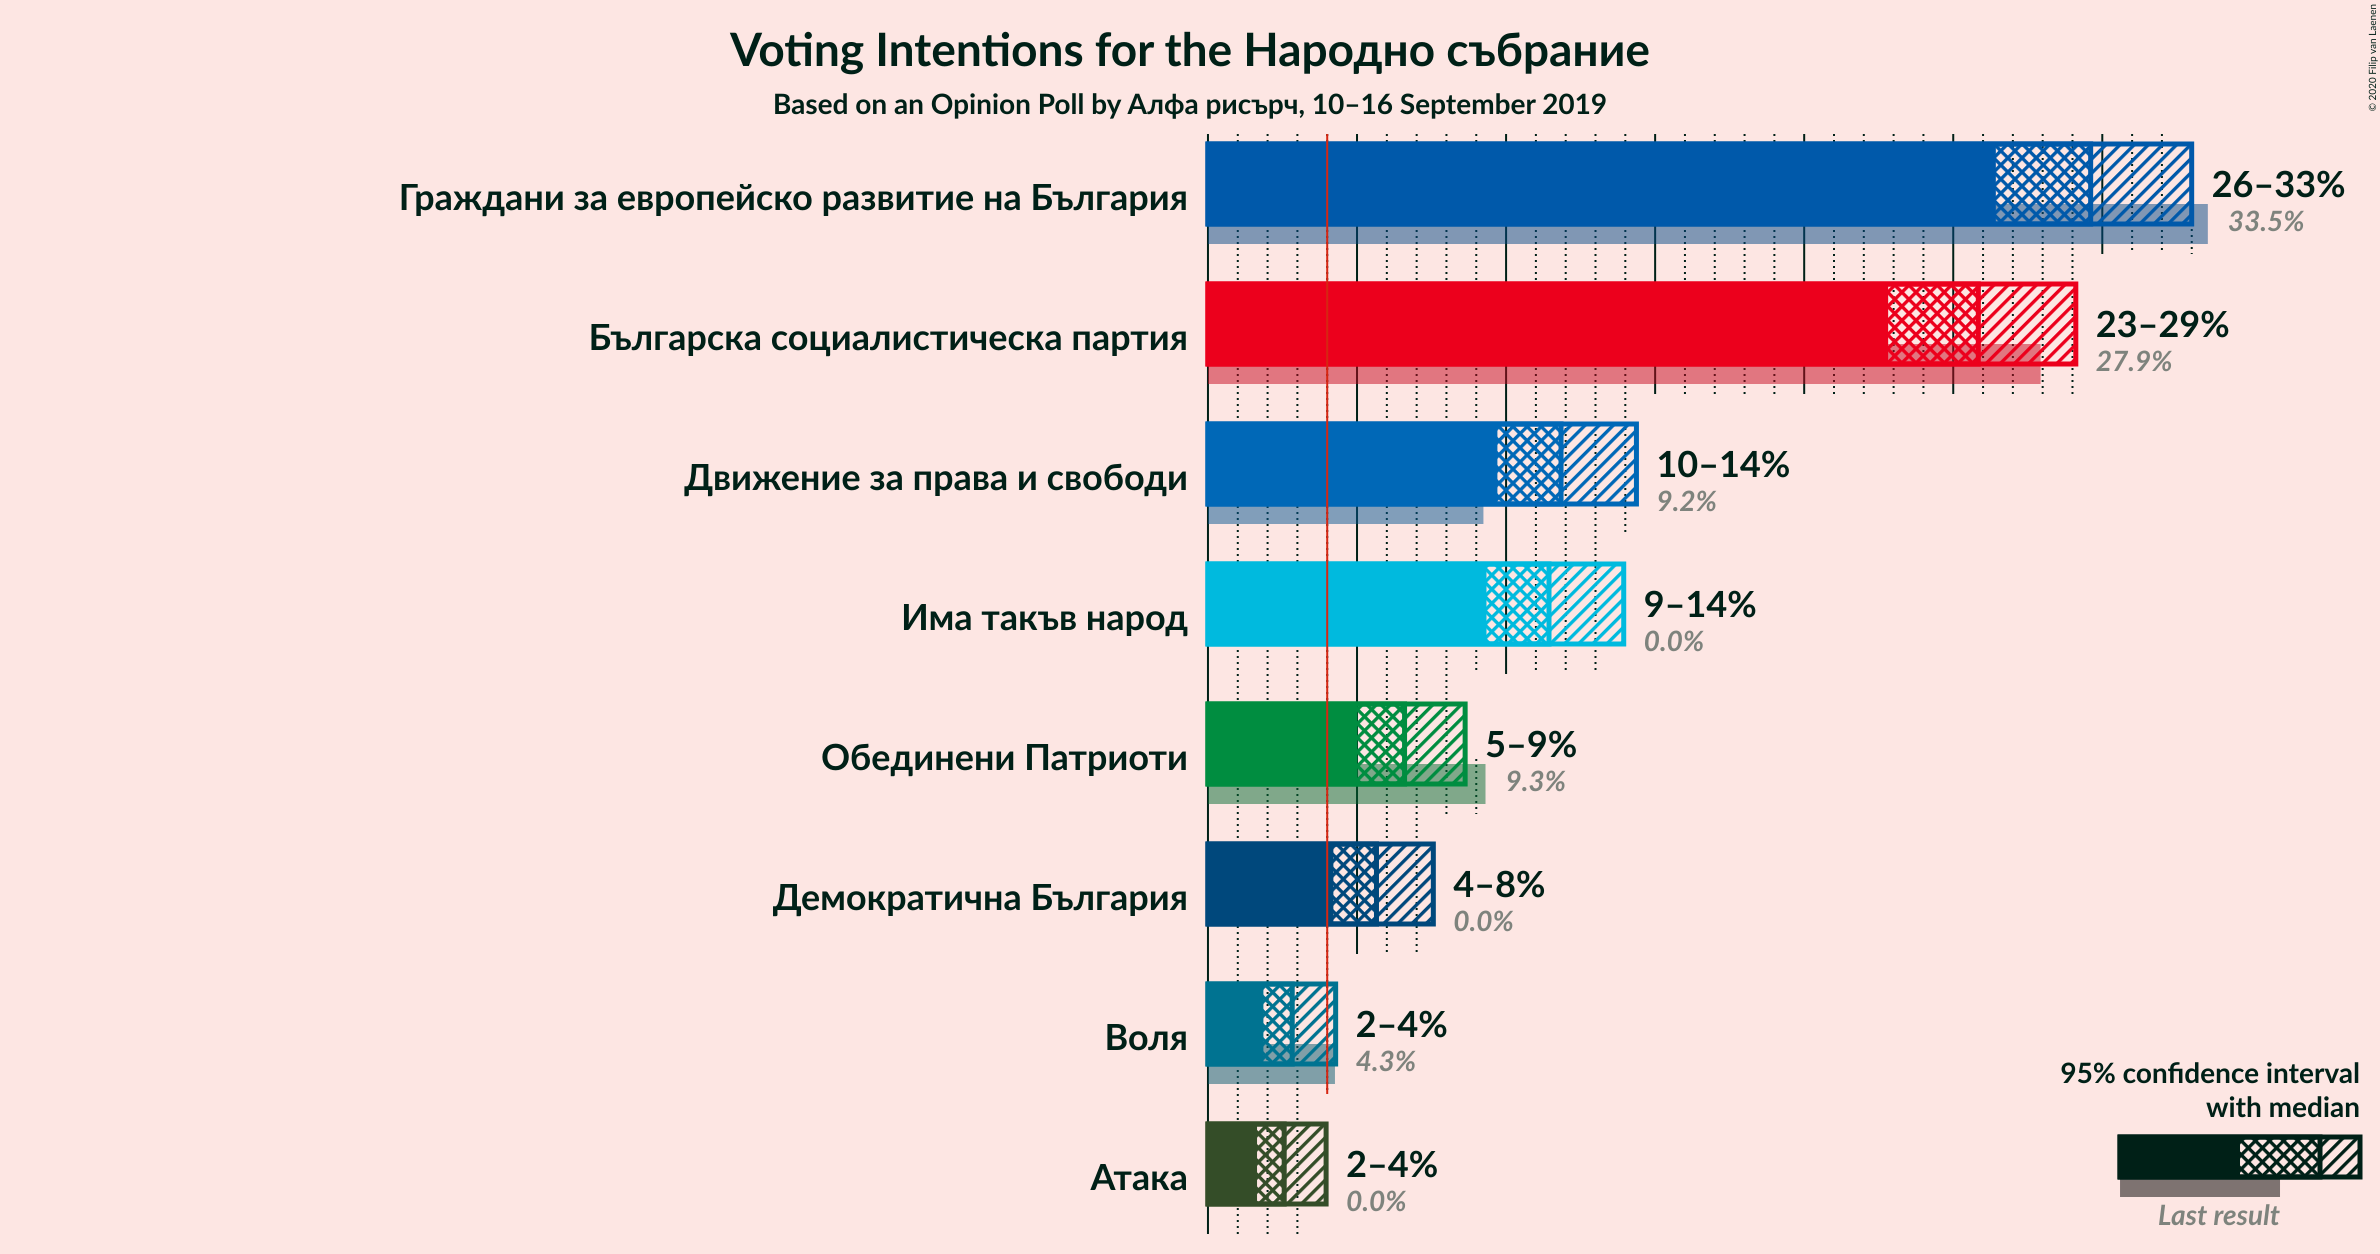 Voting Intentions for the Народно събрание
Based on an Opinion Poll by Алфа рисърч, 10–16 September 2019
© 2020 Filip van Laenen
Граждани за европейско развитие на България
26–33%
33.5%
Българска социалистическа партия
23–29%
27.9%
Движение за права и свободи
10–14%
9.2%
Има такъв народ
9–14%
0.0%
Обединени Патриоти
5–9%
9.3%
Демократична България
4–8%
0.0%
Воля
2–4%
4.3%
Атака
2–4%
0.0%
95% confidence interval
with median
Last result